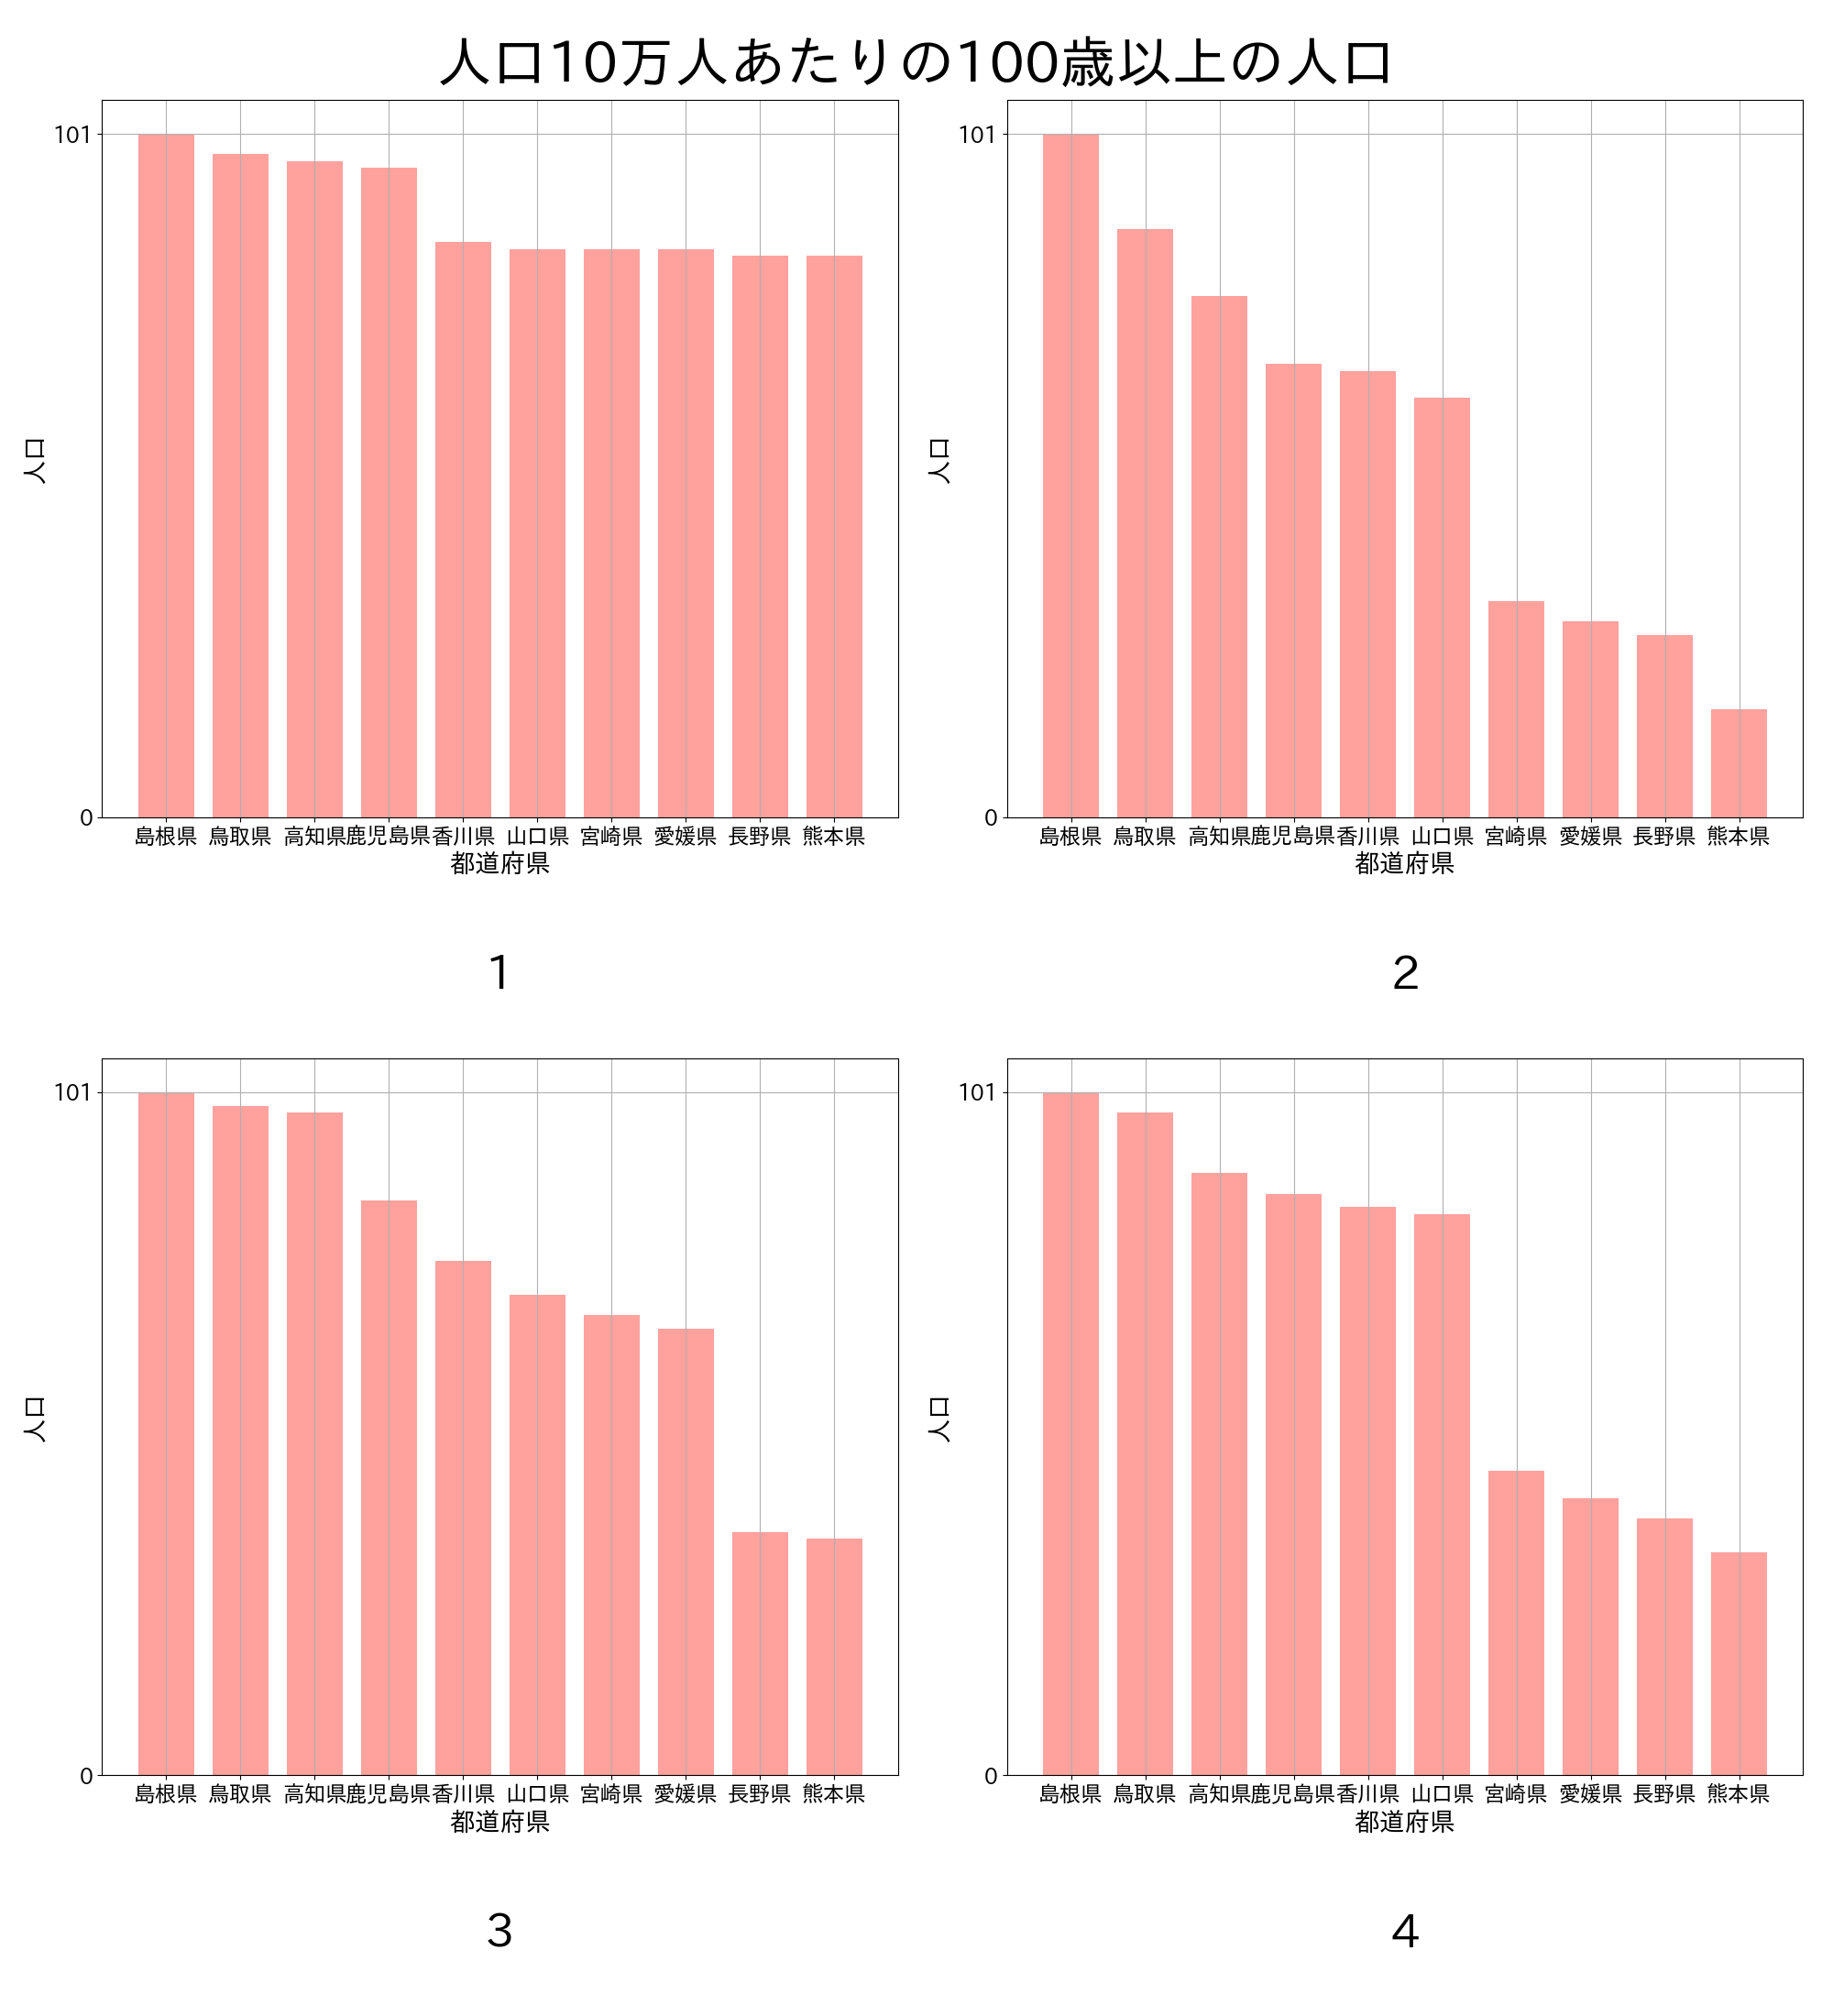 人口10万人あたりの100歳以上の人口
101
0
人口
島根県 鳥取県 高知県 鹿児島県 香川県 山口県 宮崎県 愛媛県 長野県 熊本県
都道府県
1
101
0
人口
島根県 鳥取県 高知県 鹿児島県 香川県 山口県 宮崎県 愛媛県 長野県 熊本県
都道府県
2
101
0
人口
島根県 鳥取県 高知県 鹿児島県 香川県 山口県 宮崎県 愛媛県 長野県 熊本県
都道府県
3
101
0
人口
島根県 鳥取県 高知県 鹿児島県 香川県 山口県 宮崎県 愛媛県 長野県 熊本県
都道府県
4